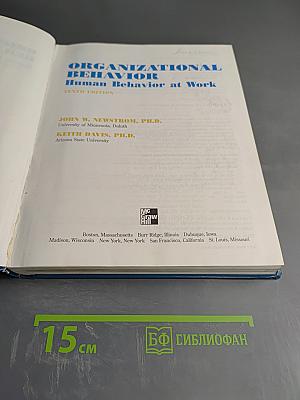 ORGANIZATIONAL
BEHAVIOR
Human Behavior at Work
TENTH EDITION
JOHN W. NEWSTROM, PH.D.
University of Minnesota, Duluth
KEITH DAVIS, PH.D.
Arizona State University
Mc
Graw
Hill
Boston, Massachusetts Burr Ridge, Illinois Dubuque, Iowa
Madison, Wisconsin New York, New York San Francisco, California St. Louis, Missouri
15 см
БФ БИБЛИОФАН